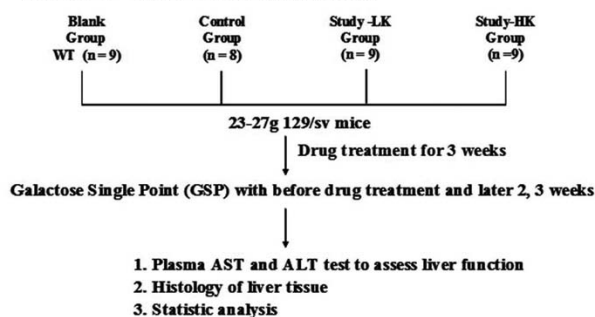 Blank Control Study -LK Study-HK
Group Group Group Group
WT (n=9) (n=8) (n= 9) (n =9)
23-27g 129/sv mice
Drug treatment for 3 weeks
Galactose Single Point (GSP) with before drug treatment and later 2, 3 weeks
1. Plasma AST and ALT test to assess liver function
2. Histology of liver tissue
3. Statistic analysis